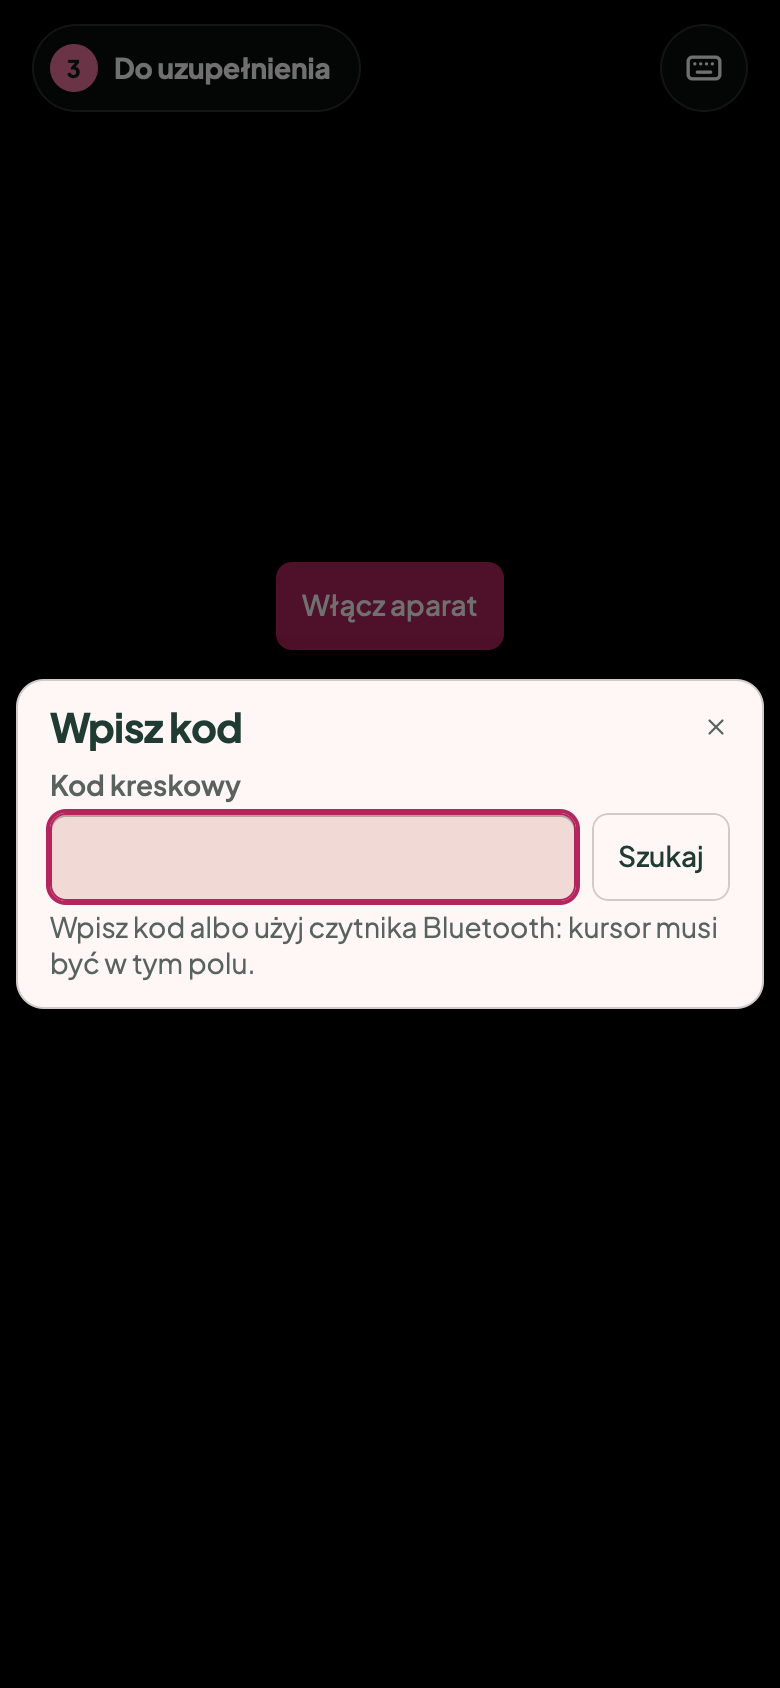 3 Do uzupełnienia
Włącz aparat
Wpisz kod
Kod kreskowy
Szukaj
Wpisz kod albo użyj czytnika Bluetooth: kursor musi
być w tym polu.